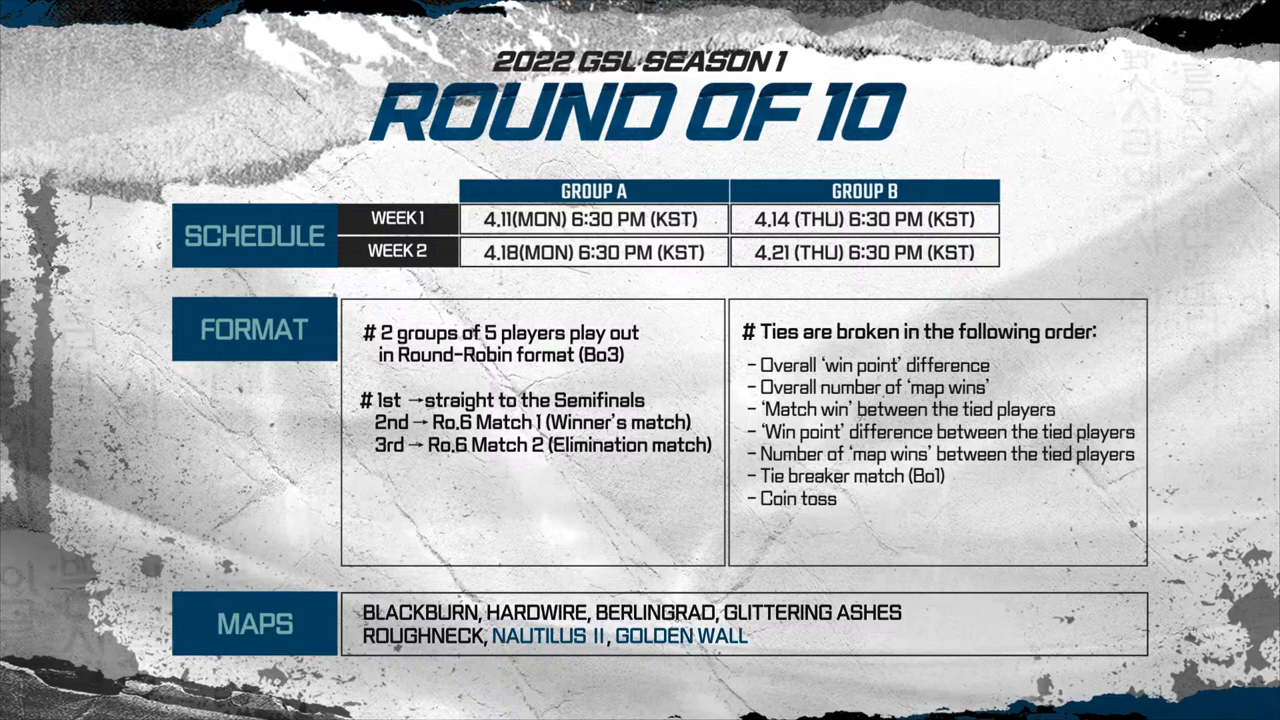 2022 GSL SEASON 1
ROUND OF 10
GROUP A GROUP B
SCHEDULE
WEEK 1 4.11(MON) 6:30 PM (KST) 4.14 (THU) 6:30 PM (KST)
WEEK 2 4.18(MON) 6:30 PM (KST) 4.21 (THU) 6:30 PM (KST)
FORMAT
# 2 groups of 5 players play out
in Round-Robin format (Bo3)
# 1st →straight to the Semifinals
2nd → Ro.6 Match 1 (Winner's match)
3rd → Ro.6 Match 2 (Elimination match)
# Ties are broken in the following order:
- Overall 'win point' difference
- Overall number of 'map wins'
- 'Match win' between the tied players
- 'Win point' difference between the tied players
- Number of 'map wins' between the tied players
- Tie breaker match (Bo1)
- Coin toss
MAPS
BLACKBURN, HARDWIRE, BERLINGRAD, GLITTERING ASHES
ROUGHNECK, NAUTILUS II, GOLDEN WALL